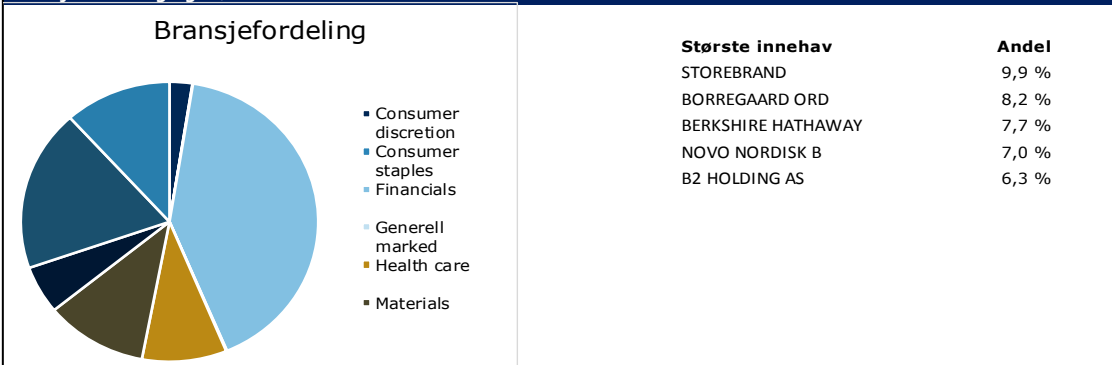 Bransjefordeling
Consumer
discretion
Consumer
staples
Financials
Generell
marked
Health care
Materials
Største innehav Andel
STOREBRAND 9,9 %
BORREGAARD ORD 8,2 %
BERKSHIRE HATHAWAY 7,7 %
NOVO NORDISK B 7,0 %
B2 HOLDING AS 6,3 %